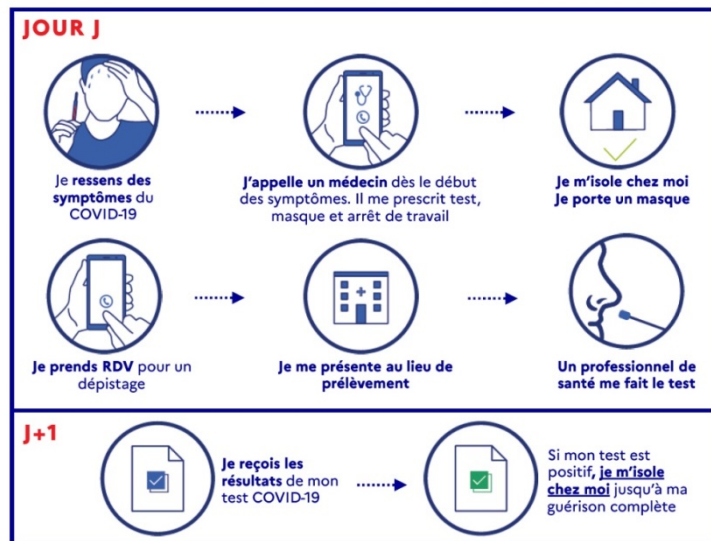 JOUR J
Je ressens des
symptômes du
COVID-19
J'appelle un médecin dès le début
des symptômes. Il me prescrit test,
masque et arrêt de travail
Je m'isole chez moi
Je porte un masque
Je prends RDV pour un
dépistage
Je me présente au lieu de
prélèvement
Un professionnel de
santé me fait le test
J+1
Je reçois les
résultats de mon
test COVID-19
Si mon test est
positif, je m'isole
chez moi jusqu'à ma
guérison complète